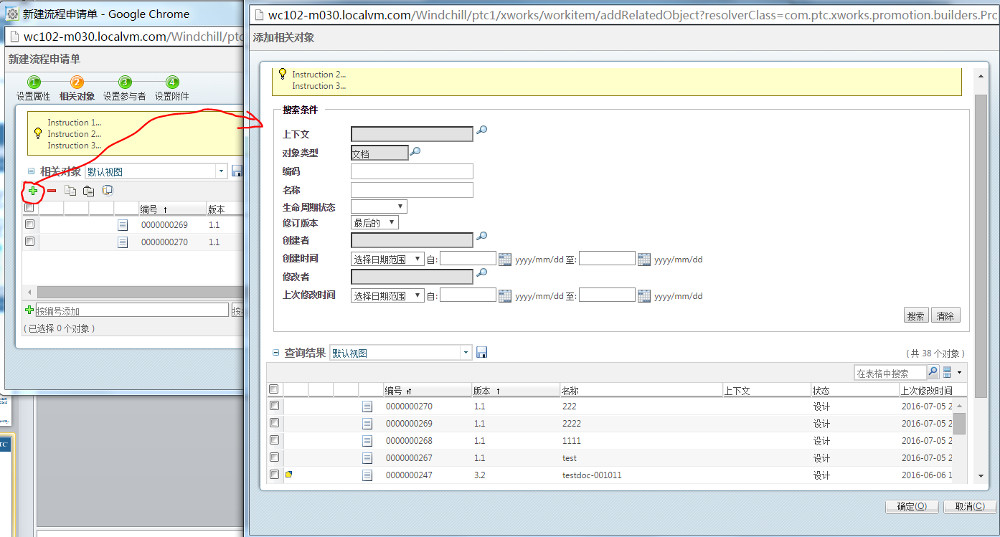 新建流程申请单 - Google Chrome
wc102-m030.localvm.com/Windchill/ptc
新建流程申请单
1 2 3 4
设置属性 相关对象 设置参与者 设置附件
Instruction 1...
Instruction 2...
Instruction 3...
相关对象 默认视图
编号 ↑ 版本
0000000269 1.1
0000000270 1.1
按编号添加 按
(已选择 0 个对象)
wc102-m030.localvm.com/Windchill/ptc1/xworks/workitem/addRelatedObject?resolverClass=com.ptc.xworks.promotion.builders.Prc
添加相关对象
Instruction 2...
Instruction 3...
搜索条件
上下文
对象类型 文档
编码
名称
生命周期状态
修订版本 最后的
创建者
创建时间 选择日期范围 自: yyyy/mm/dd 至: yyyy/mm/dd
修改者
上次修改时间 选择日期范围 自: yyyy/mm/dd 至: yyyy/mm/dd
搜索 清除
查询结果 默认视图 (共 38 个对象)
在表格中搜索
编号 ↑ 版本 ↑ 名称 上下文 状态 上次修改时间
0000000270 1.1 222 设计 2016-07-05 2
0000000269 1.1 2222 设计 2016-07-05 2
0000000268 1.1 1111 设计 2016-07-05 2
0000000267 1.1 test 设计 2016-07-05 2
0000000247 3.2 testdoc-001011 设计 2016-06-06 1
确定(O) 取消(C)